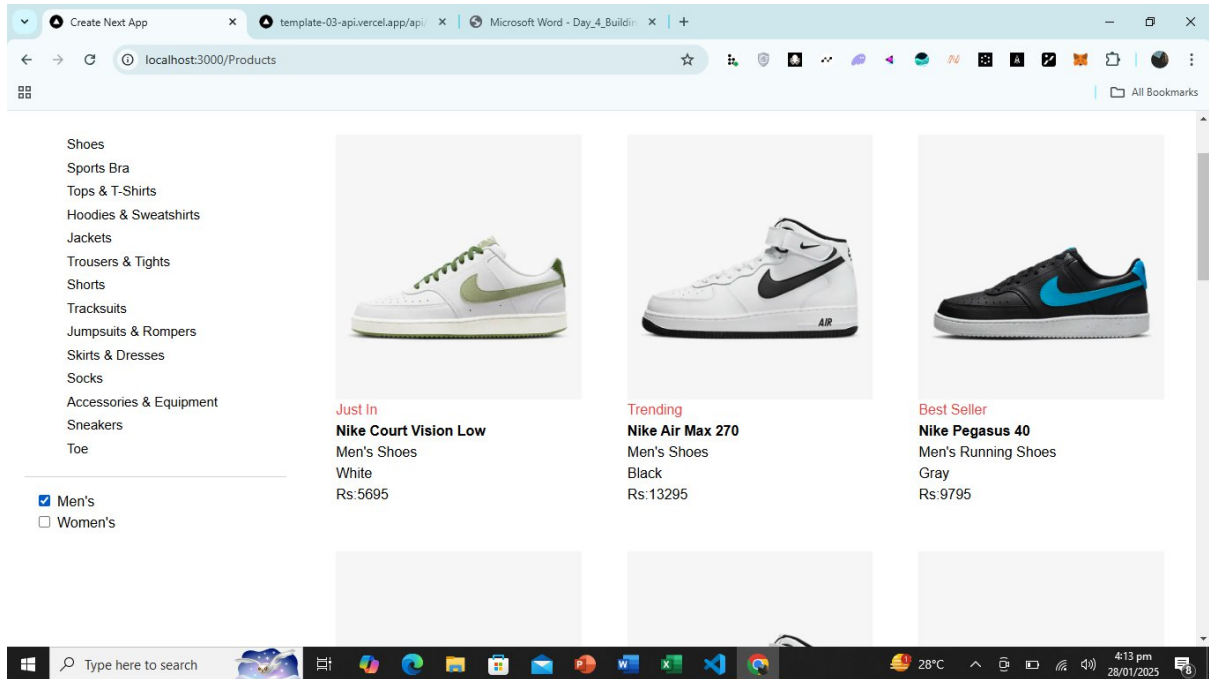 Create Next App
template-03-api.vercel.app/api/
Microsoft Word - Day_4_Buildin
localhost:3000/Products
All Bookmarks
Shoes
Sports Bra
Tops & T-Shirts
Hoodies & Sweatshirts
Jackets
Trousers & Tights
Shorts
Tracksuits
Jumpsuits & Rompers
Skirts & Dresses
Socks
Accessories & Equipment
Sneakers
Toe
Men's
Women's
AIR
Just In
Nike Court Vision Low
Men's Shoes
White
Rs:5695
Trending
Nike Air Max 270
Men's Shoes
Black
Rs:13295
Best Seller
Nike Pegasus 40
Men's Running Shoes
Gray
Rs:9795
Type here to search
28°C
4:13 pm
28/01/2025
8